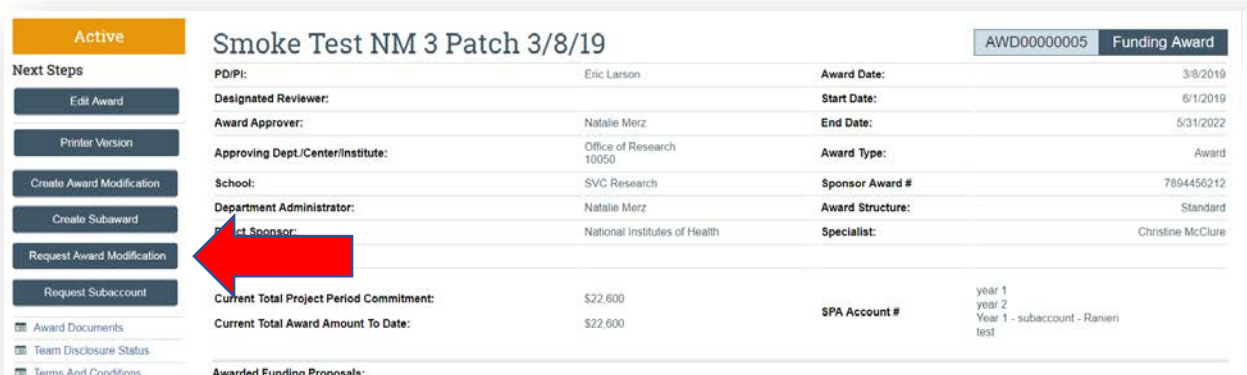 Active
Smoke Test NM 3 Patch 3/8/19
AWD00000005 Funding Award
Next Steps
Edit Award
Printer Version
Create Award Modification
Create Subaward
Request Award Modification
Request Subaccount
Award Documents
Team Disclosure Status
Terms And Conditions
PD/PI: Eric Larson Award Date: 3/8/2019
Designated Reviewer: Start Date: 6/1/2019
Award Approver: Natalie Merz End Date: 5/31/2022
Approving Dept./Center/Institute: Office of Research Award Type: Award
10050
School: SVC Research Sponsor Award # 7894456212
Department Administrator: Natalie Merz Award Structure: Standard
Sponsor: National Institutes of Health Specialist: Christine McClure
Current Total Project Period Commitment: $22,600
Current Total Award Amount To Date: $22,600
SPA Account #
year 1
year 2
Year 1 - subaccount - Ranieri
test
Awarded Funding Proposals: